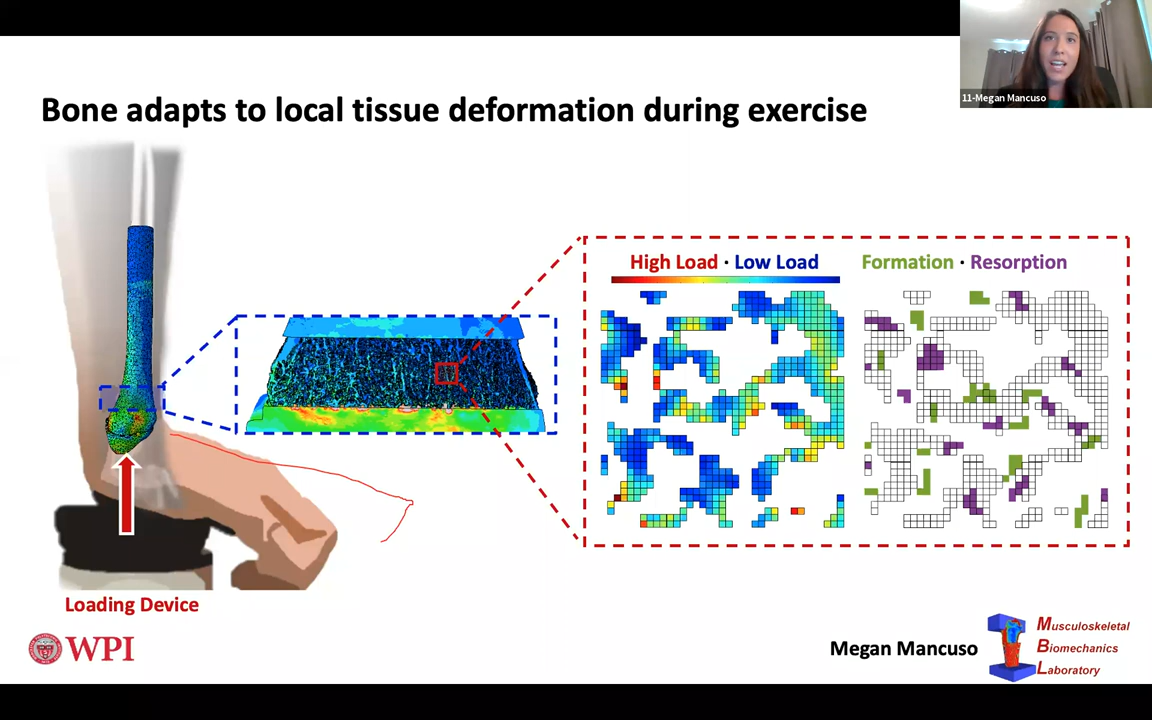 11-Megan Mancuso
Bone adapts to local tissue deformation during exercise
High Load · Low Load
Formation · Resorption
Loading Device
WPI
Megan Mancuso
Musculoskeletal
Biomechanics
Laboratory